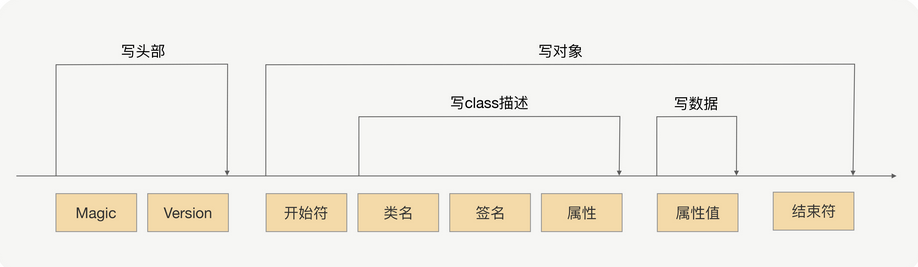 写头部
写对象
写class描述
写数据
Magic
Version
开始符
类名
签名
属性
属性值
结束符